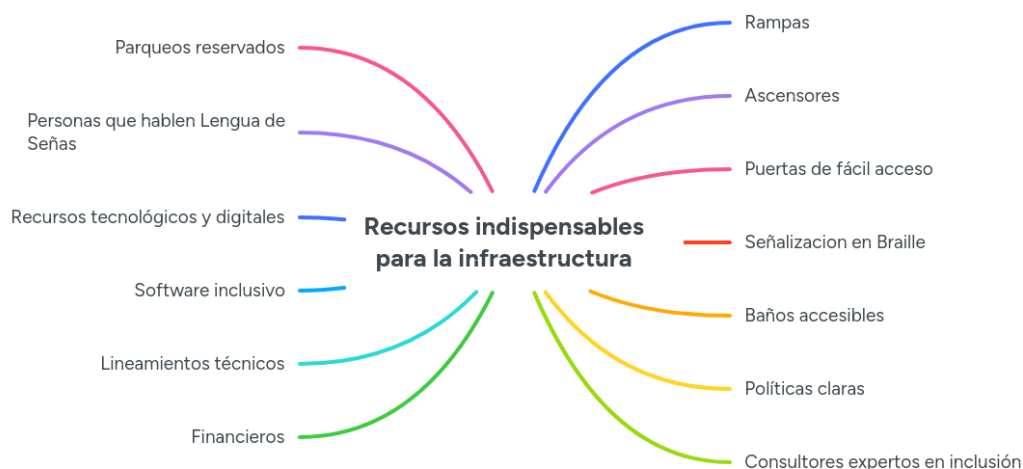 Recursos indispensables
para la infraestructura
Parqueos reservados
Personas que hablen Lengua de
Señas
Recursos tecnológicos y digitales
Software inclusivo
Lineamientos técnicos
Financieros
Rampas
Ascensores
Puertas de fácil acceso
Señalizacion en Braille
Baños accesibles
Políticas claras
Consultores expertos en inclusión